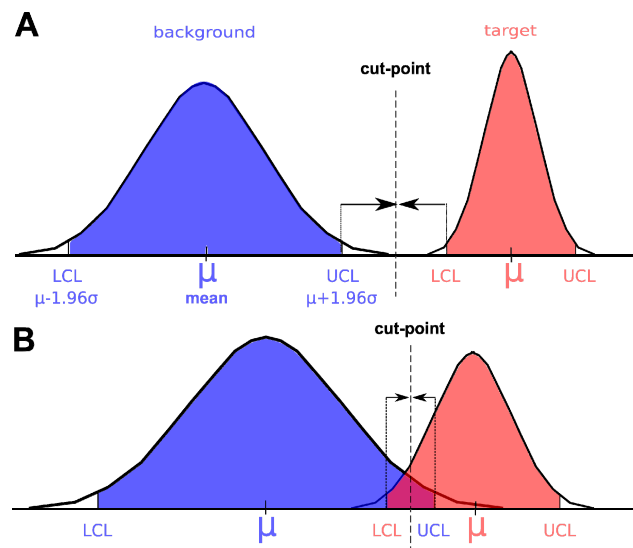 A
background
target
cut-point
LCL
μ
UCL
LCL
μ
UCL
μ-1.96σ
mean
μ+1.96σ
B
cut-point
LCL
μ
LCL
UCL
μ
UCL